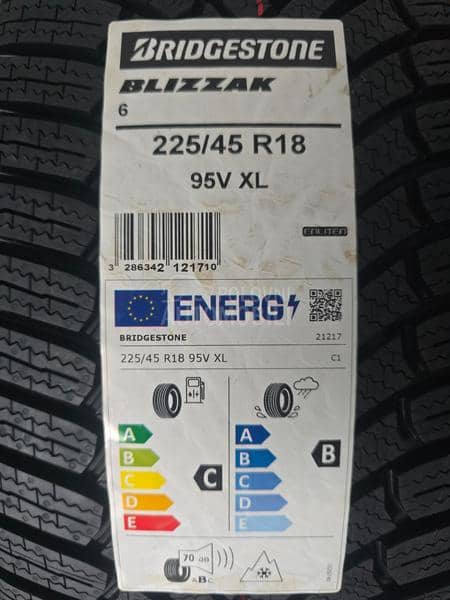 BRIDGESTONE
BLIZZAK
6
225/45 R18
95V XL
ENLITEN
3 286342 121710
ENERG
BRIDGESTONE 21217
225/45 R18 95V XL C1
A A
B B B
C C C
D D
E E
70 dB
ABC